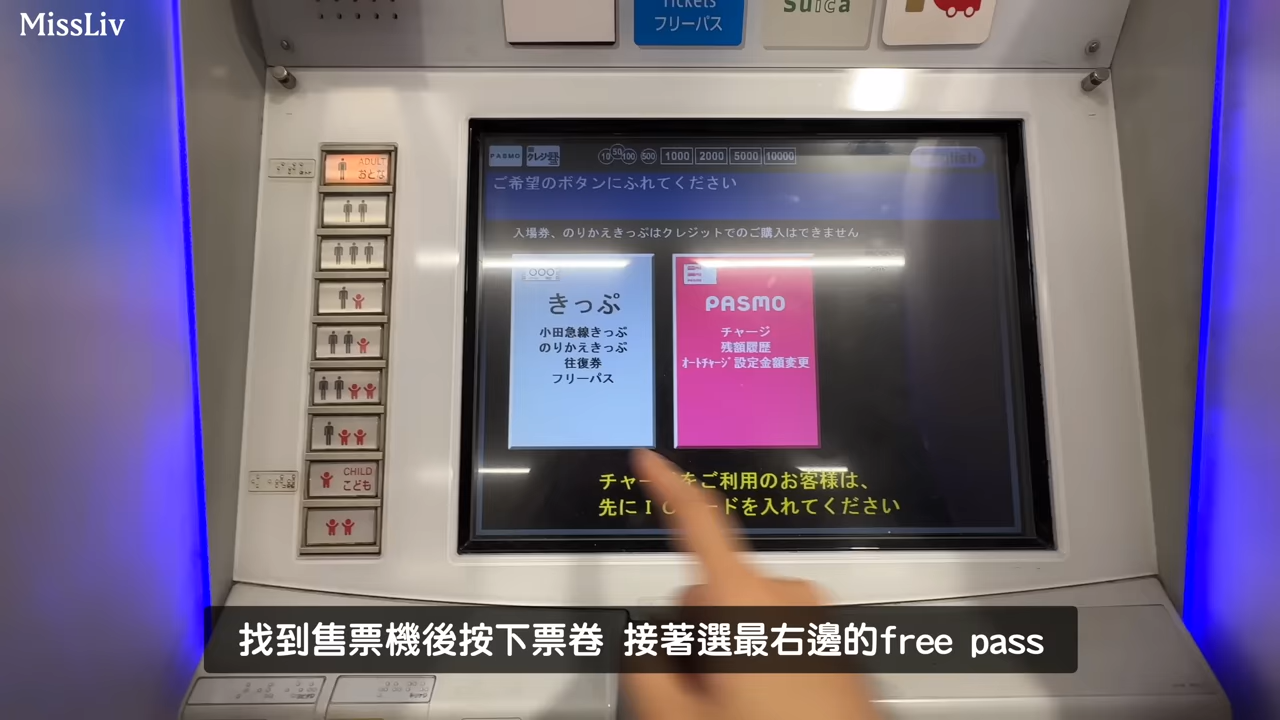 MissLiv
Tickets
フリーパス
Suica
ADULT
おとな
CHILD
こども
PASMO
10 50 100 500 1000 2000 5000 10000
English
ご希望のボタンにふれてください
入場券、のりかえきっぷはクレジットでのご購入はできません
きっぷ
小田急線きっぷ
のりかえきっぷ
往復券
フリーパス
PASMO
チャージ
残額履歴
オートチャージ設定金額変更
をご利用のお客様は、
先にIC
ドを入れてください
找到售票機後按下票卷 接著選最右邊的free pass